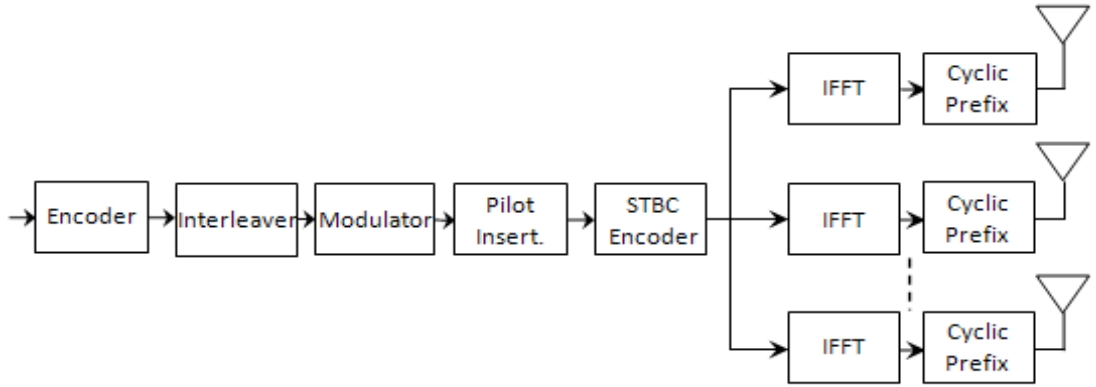 IFFT
Cyclic
Prefix
Encoder
Interleaver
Modulator
Pilot
Insert.
STBC
Encoder
IFFT
Cyclic
Prefix
IFFT
Cyclic
Prefix